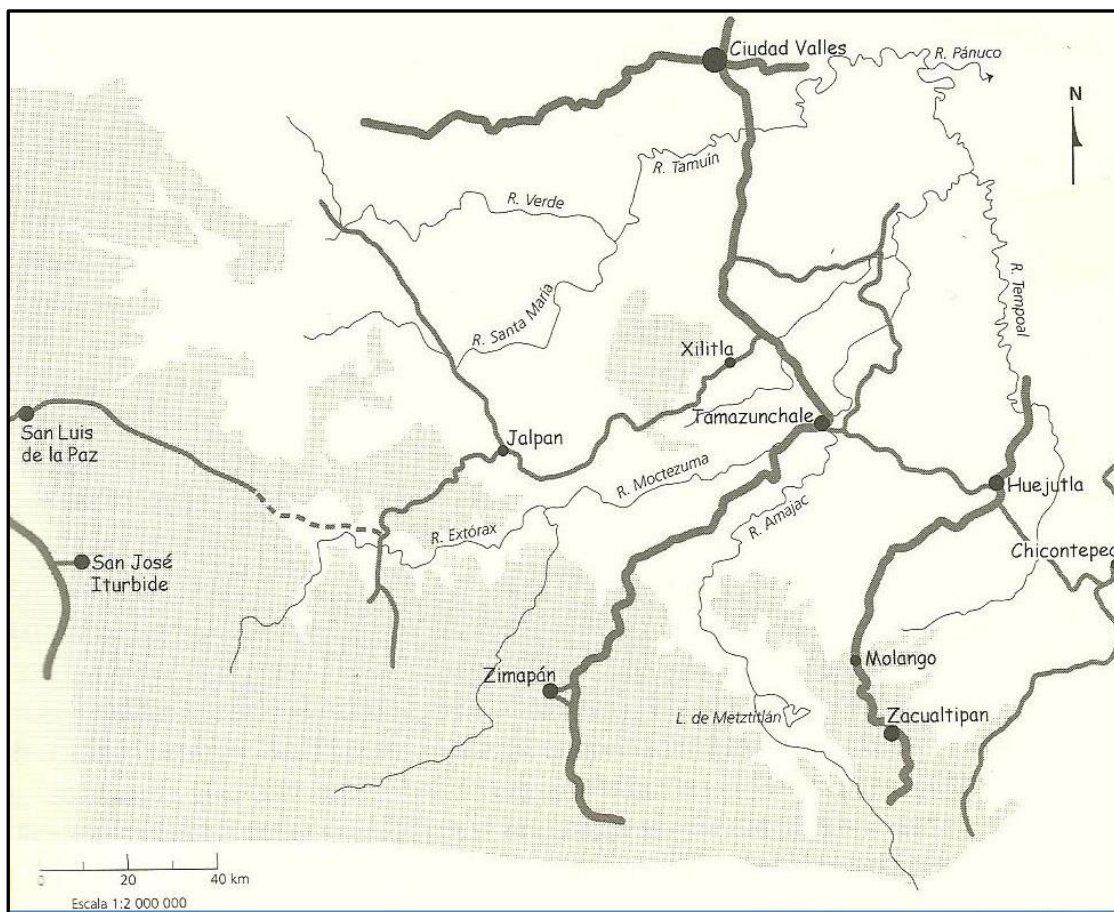 Ciudad Valles
R. Pánuco
N
R. Tamuín
R. Verde
R. Tempoal
R. Santa María
Xilitla
Tamazunchale
San Luis
de la Paz
Jalpan
R. Moctezuma
Huejutla
R. Extórax
R. Amajac
Chicontepec
San José
Iturbide
Molango
Zimapán
L. de Metztitlán
Zacualtipan
0 20 40 km
Escala 1:2 000 000